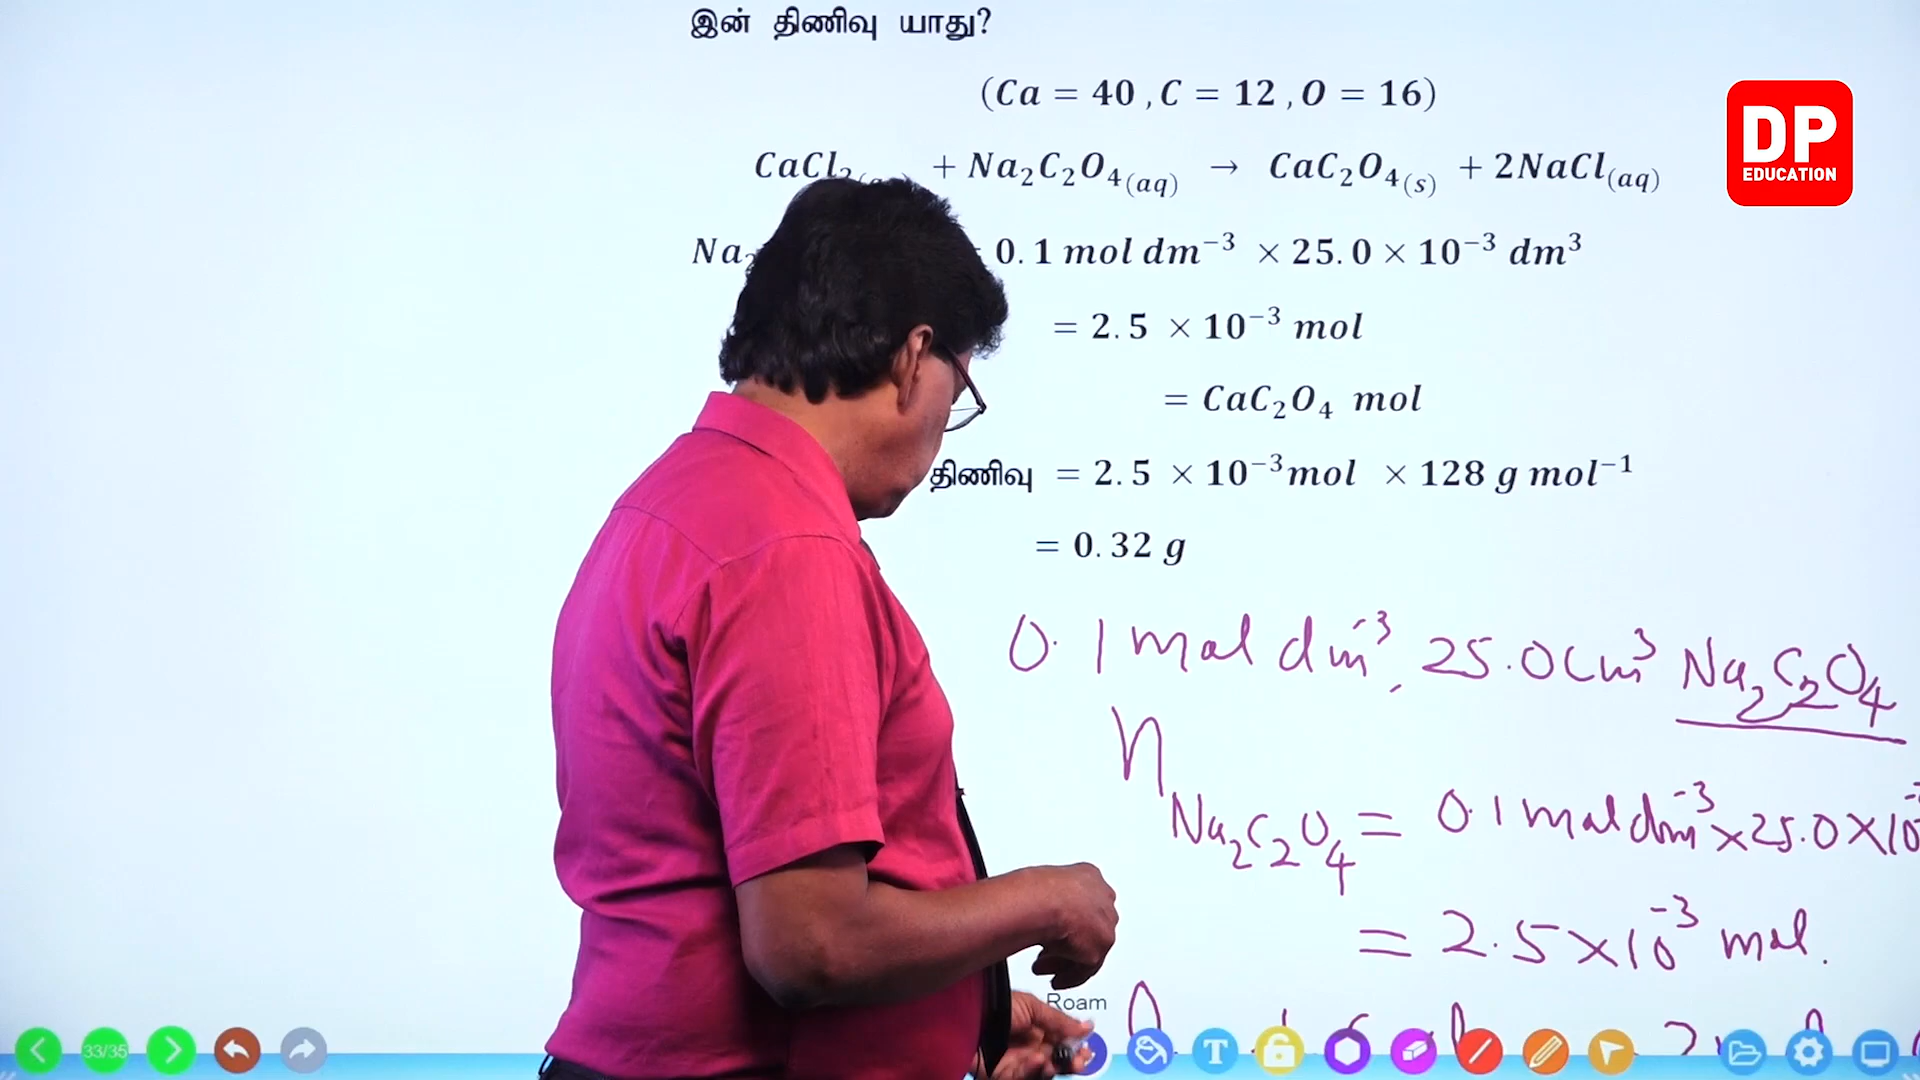 இன் திணிவு யாது?
(Ca = 40 , C = 12 , O = 16)
CaCl₂ + Na₂C₂O₄(aq) → CaC₂O₄(s) + 2NaCl(aq)
DP
EDUCATION
Na₂ 0.1 mol dm⁻³ × 25.0 × 10⁻³ dm³
= 2.5 × 10⁻³ mol
= CaC₂O₄ mol
திணிவு = 2.5 × 10⁻³mol × 128 g mol⁻¹
= 0.32 g
0.1 mol dm⁻³, 25.0 cm³ Na₂C₂O₄
n Na₂C₂O₄ = 0.1 mol dm⁻³ × 25.0 × 10⁻
= 2.5 × 10⁻³ mol.
Roam
33/35
T